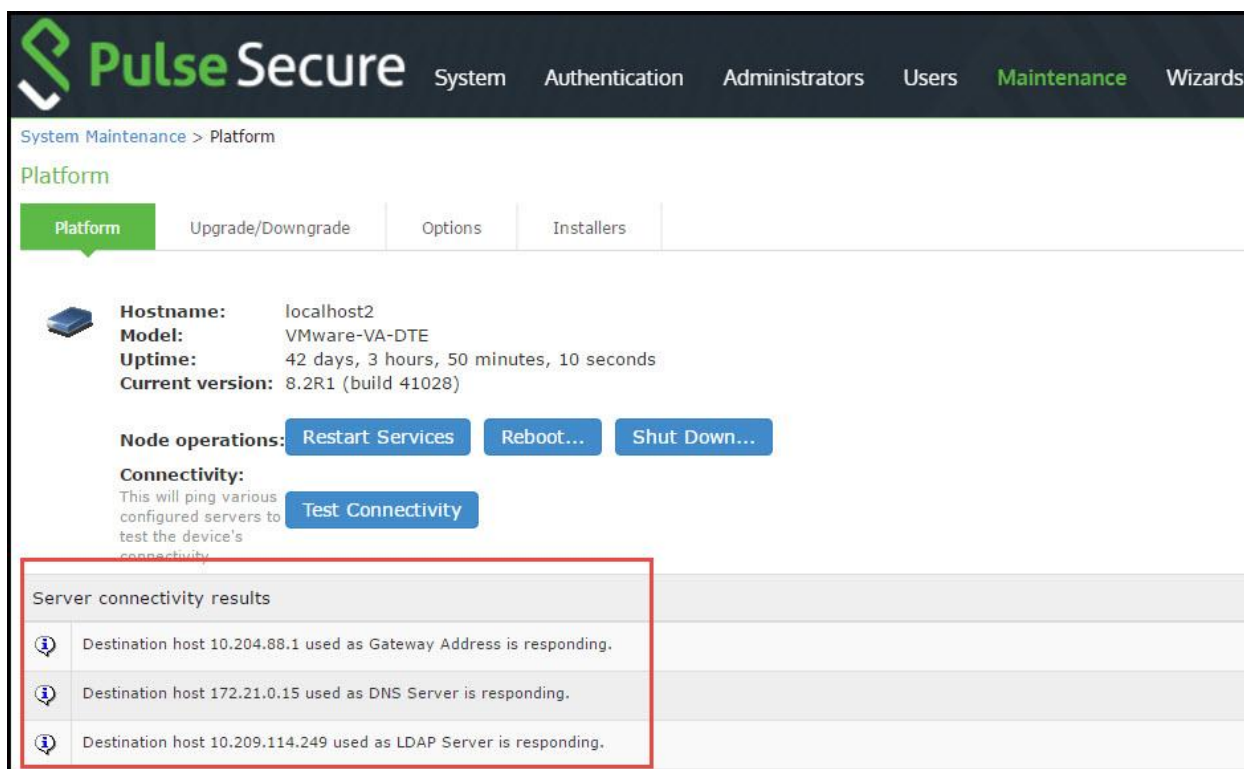 Pulse Secure System Authentication Administrators Users Maintenance Wizards
System Maintenance > Platform
Platform
Platform Upgrade/Downgrade Options Installers
Hostname: localhost2
Model: VMware-VA-DTE
Uptime: 42 days, 3 hours, 50 minutes, 10 seconds
Current version: 8.2R1 (build 41028)
Node operations: Restart Services Reboot... Shut Down...
Connectivity:
This will ping various
configured servers to
test the device's
connectivity
Test Connectivity
Server connectivity results
Destination host 10.204.88.1 used as Gateway Address is responding.
Destination host 172.21.0.15 used as DNS Server is responding.
Destination host 10.209.114.249 used as LDAP Server is responding.